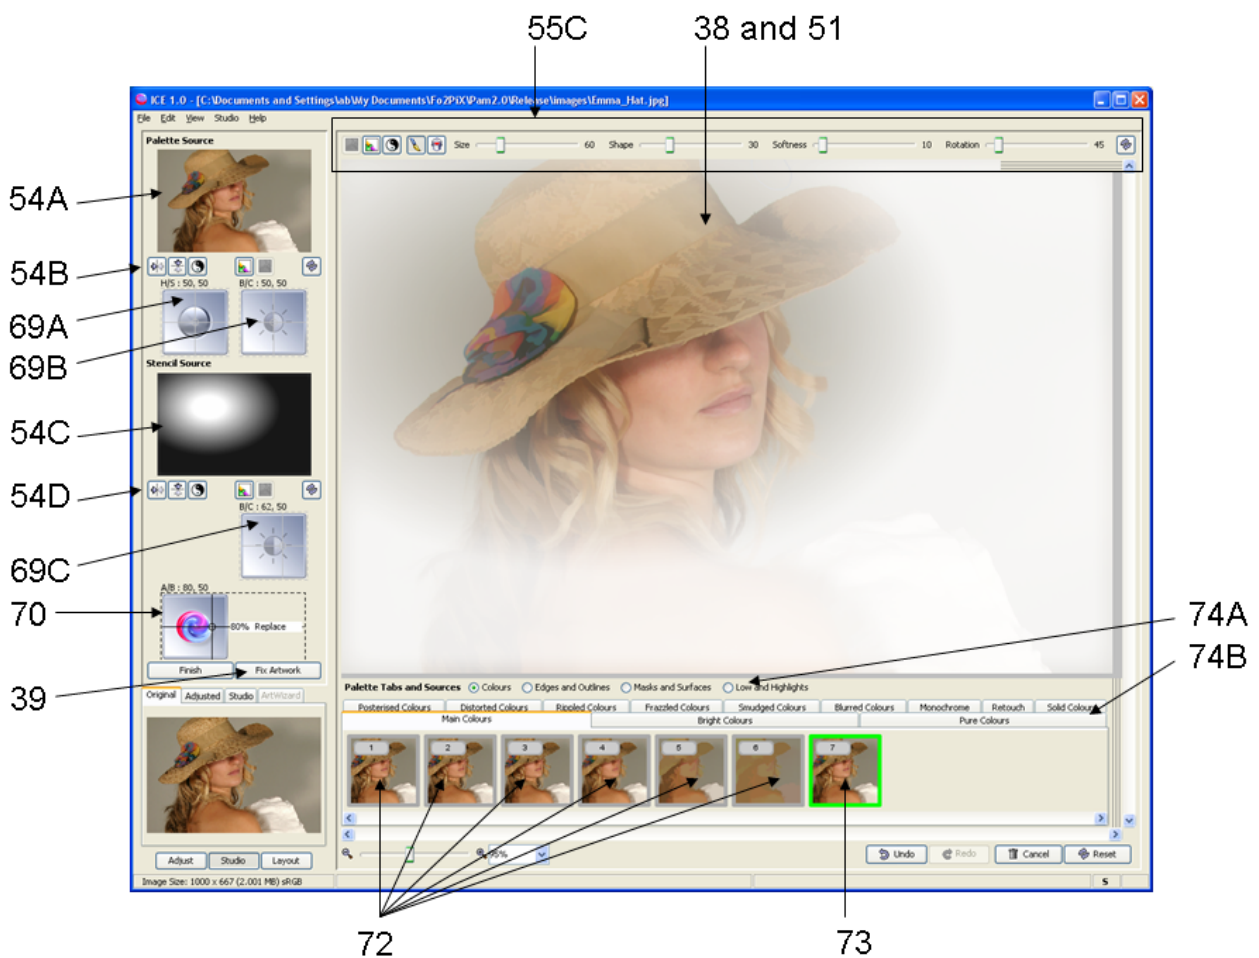 55C
38 and 51
ICE 1.0 - [C:\Documents and Settings\ab\My Documents\Fo2PiX\Pam2.0\Release\images\Emma_Hat.jpg]
File Edit View Studio Help
Palette Source
Size 60 Shape 30 Softness 10 Rotation 45
54A
54B
H/S : 50, 50 B/C : 50, 50
69A
69B
Stencil Source
54C
54D
B/C : 62, 50
69C
A/B : 80, 50
70
80% Replace
Finish Fix Artwork
39
74A
74B
Palette Tabs and Sources Colours Edges and Outlines Masks and Surfaces Low and Highlights
Original Adjusted Studio ArtWizard
Posterised Colours Distorted Colours Rippled Colours Frazzled Colours Smudged Colours Blurred Colours Monochrome Retouch Solid Colours
Main Colours Bright Colours Pure Colours
1 2 3 4 5 6 7
95%
Undo Redo Cancel Reset
Adjust Studio Layout
Image Size: 1000 x 667 (2.001 MB) sRGB
S
72
73